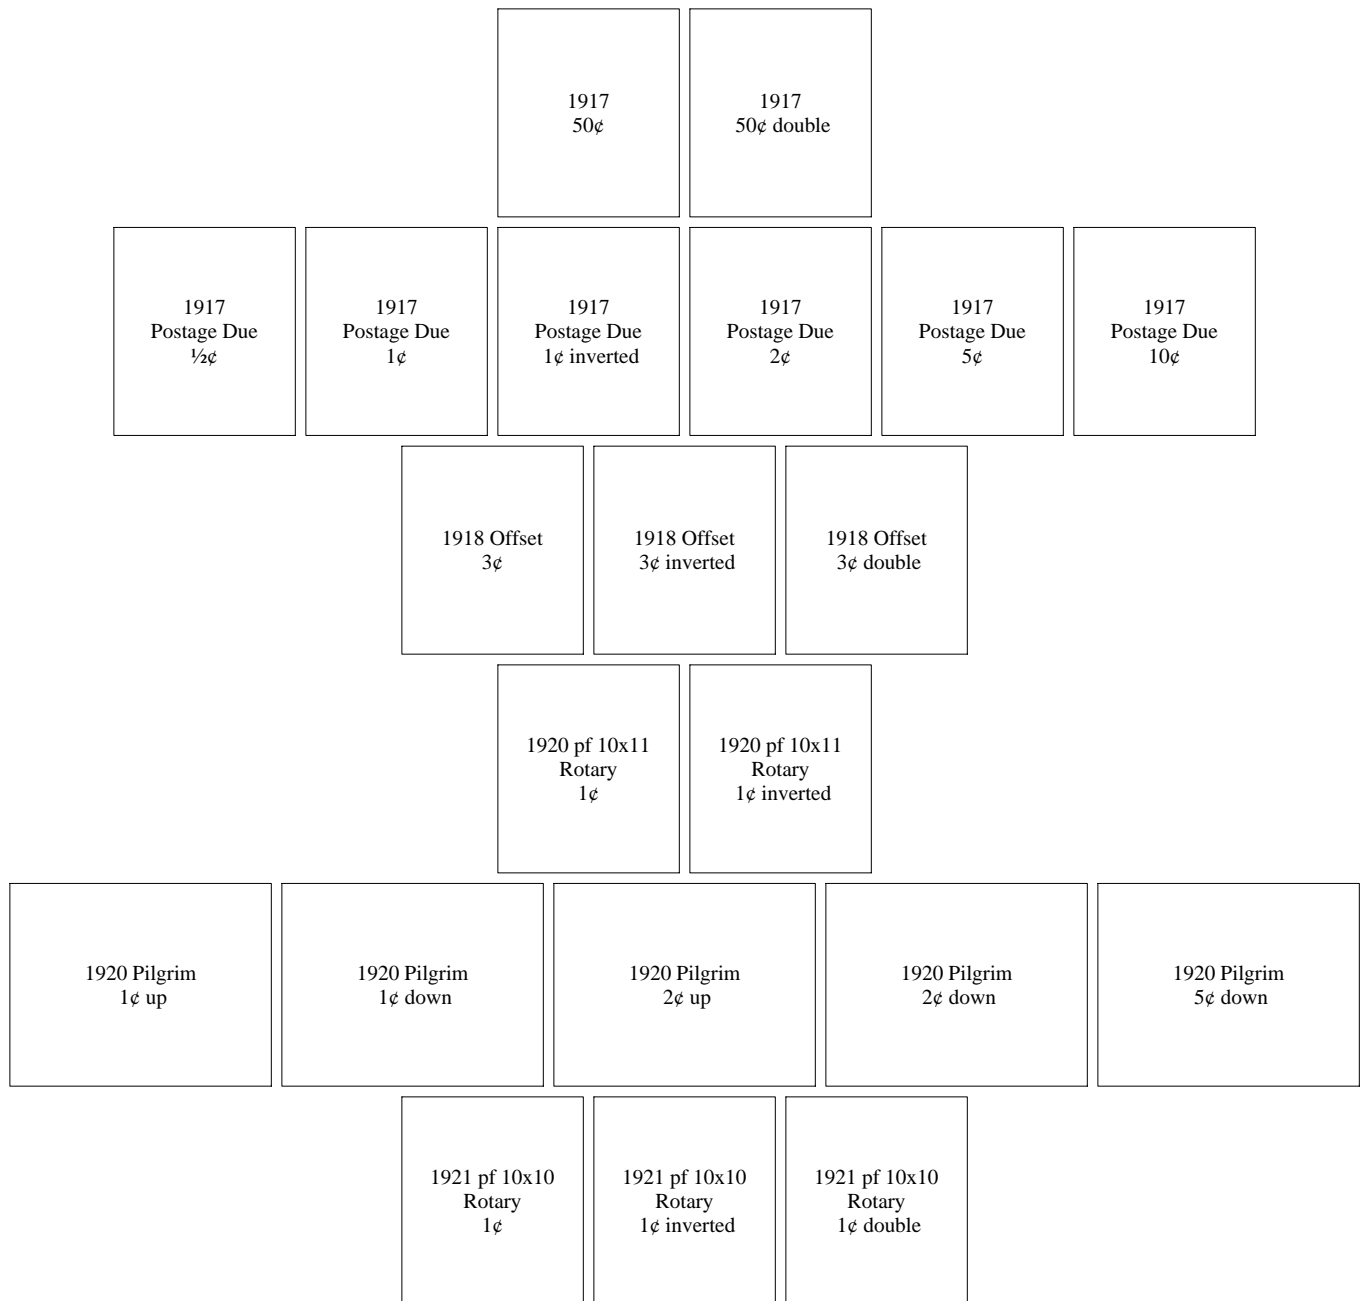 1917
50¢
1917
50¢ double
1917
Postage Due
½¢
1917
Postage Due
1¢
1917
Postage Due
1¢ inverted
1917
Postage Due
2¢
1917
Postage Due
5¢
1917
Postage Due
10¢
1918 Offset
3¢
1918 Offset
3¢ inverted
1918 Offset
3¢ double
1920 pf 10x11
Rotary
1¢
1920 pf 10x11
Rotary
1¢ inverted
1920 Pilgrim
1¢ up
1920 Pilgrim
1¢ down
1920 Pilgrim
2¢ up
1920 Pilgrim
2¢ down
1920 Pilgrim
5¢ down
1921 pf 10x10
Rotary
1¢
1921 pf 10x10
Rotary
1¢ inverted
1921 pf 10x10
Rotary
1¢ double